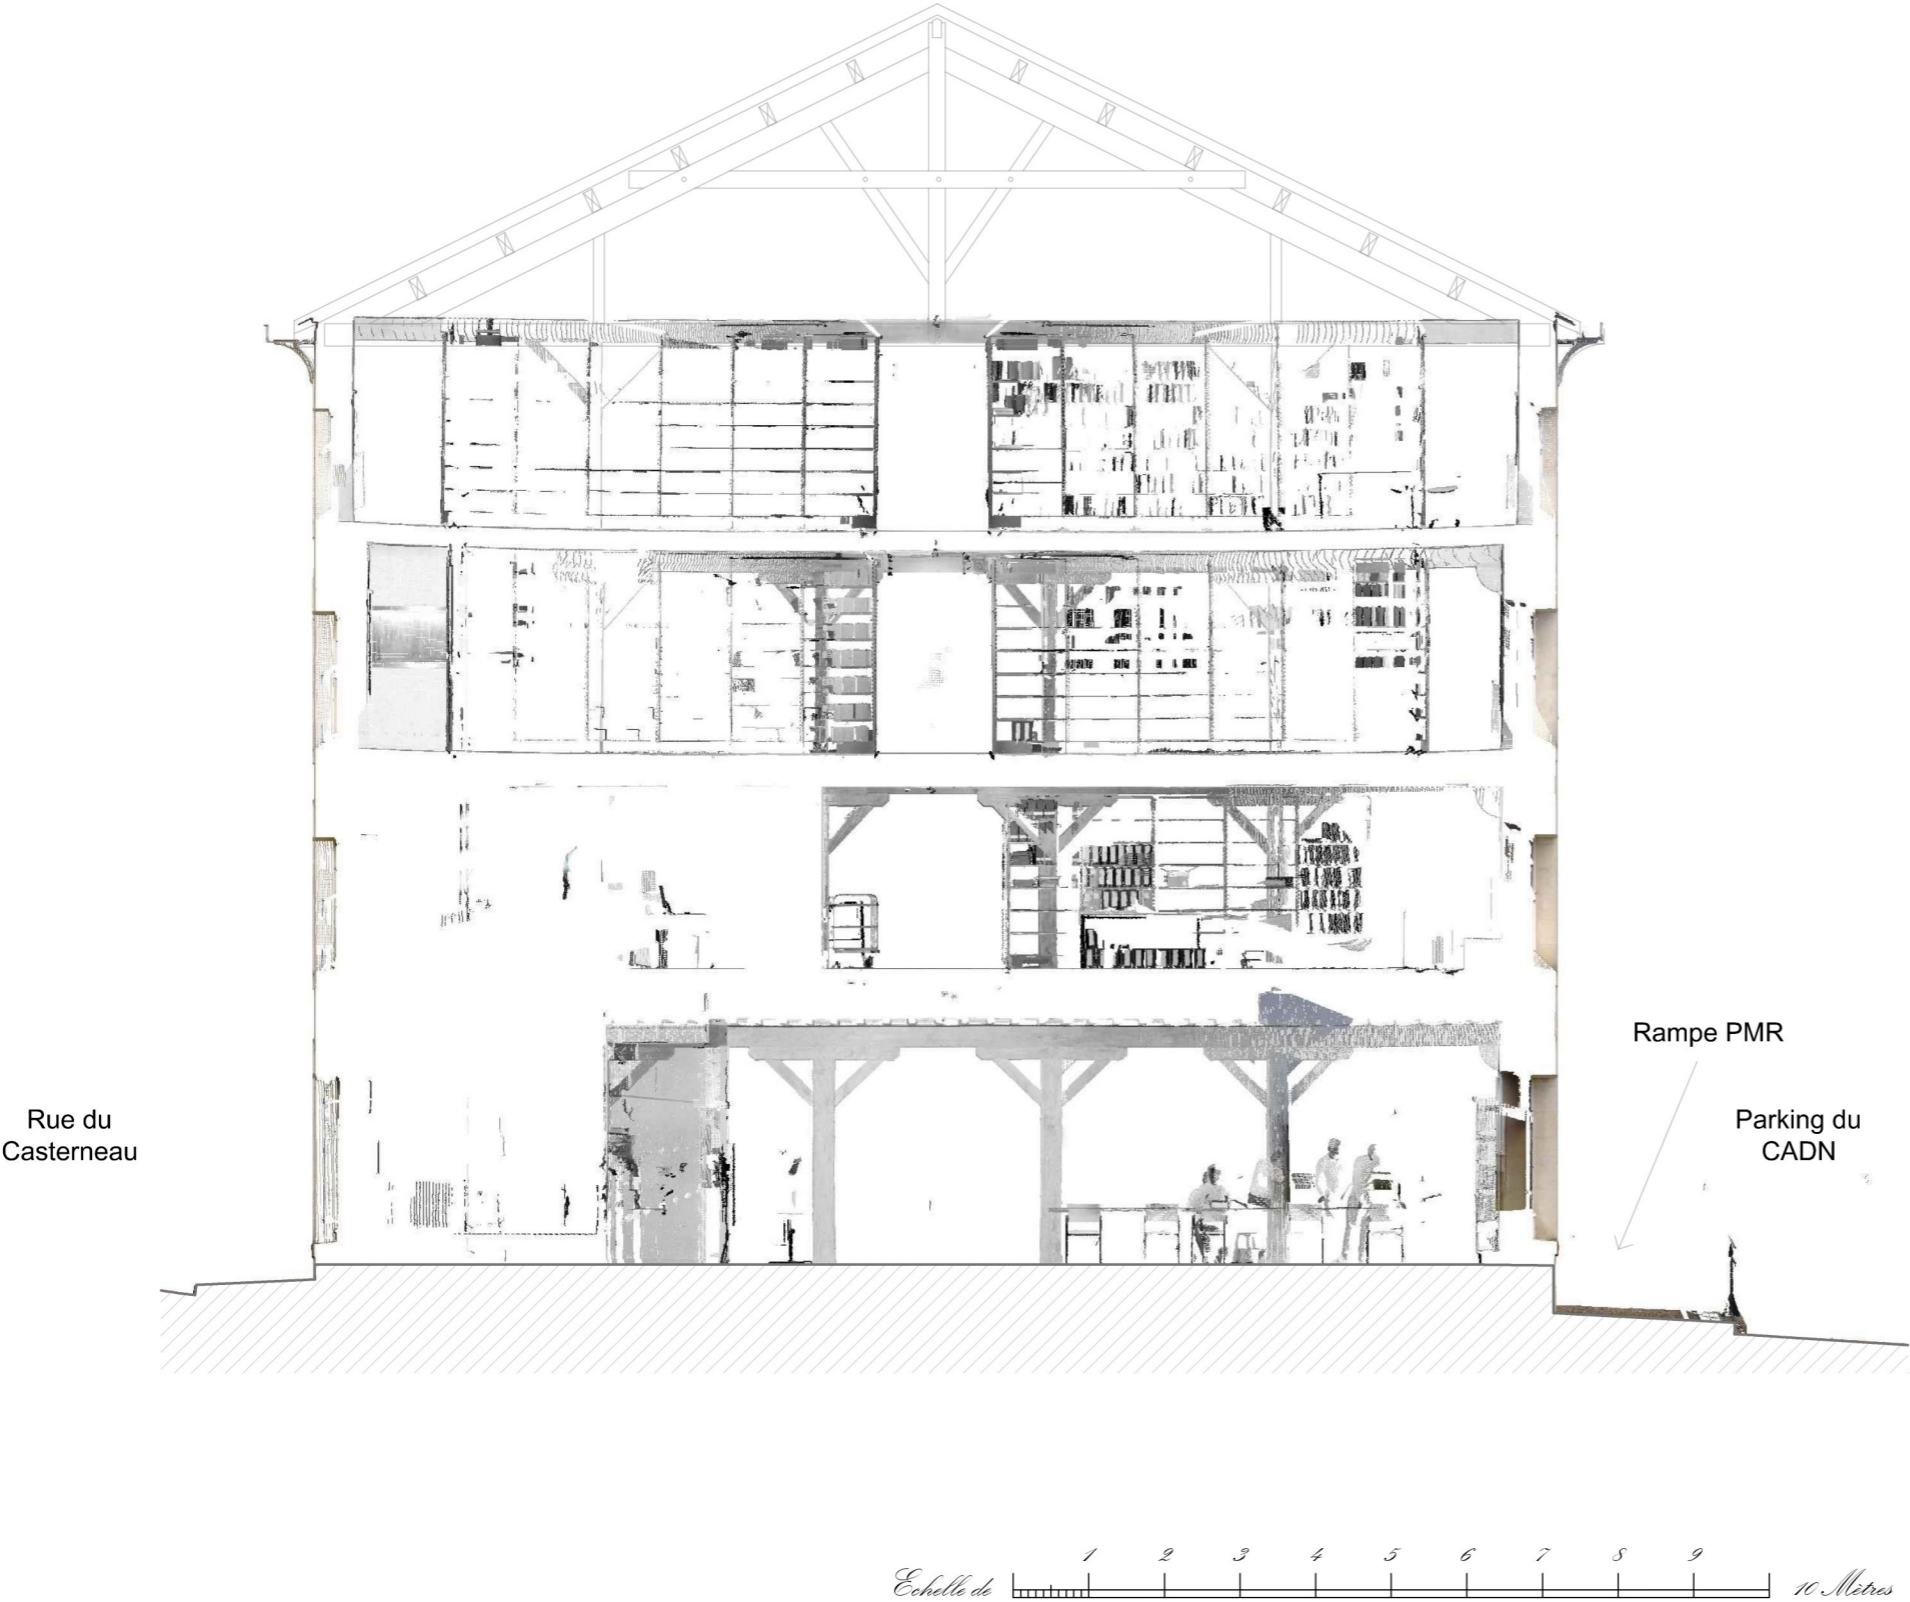 Rampe PMR
Rue du
Casterneau
Parking du
CADN
1 2 3 4 5 6 7 8 9
Echelle de
10 Mètres